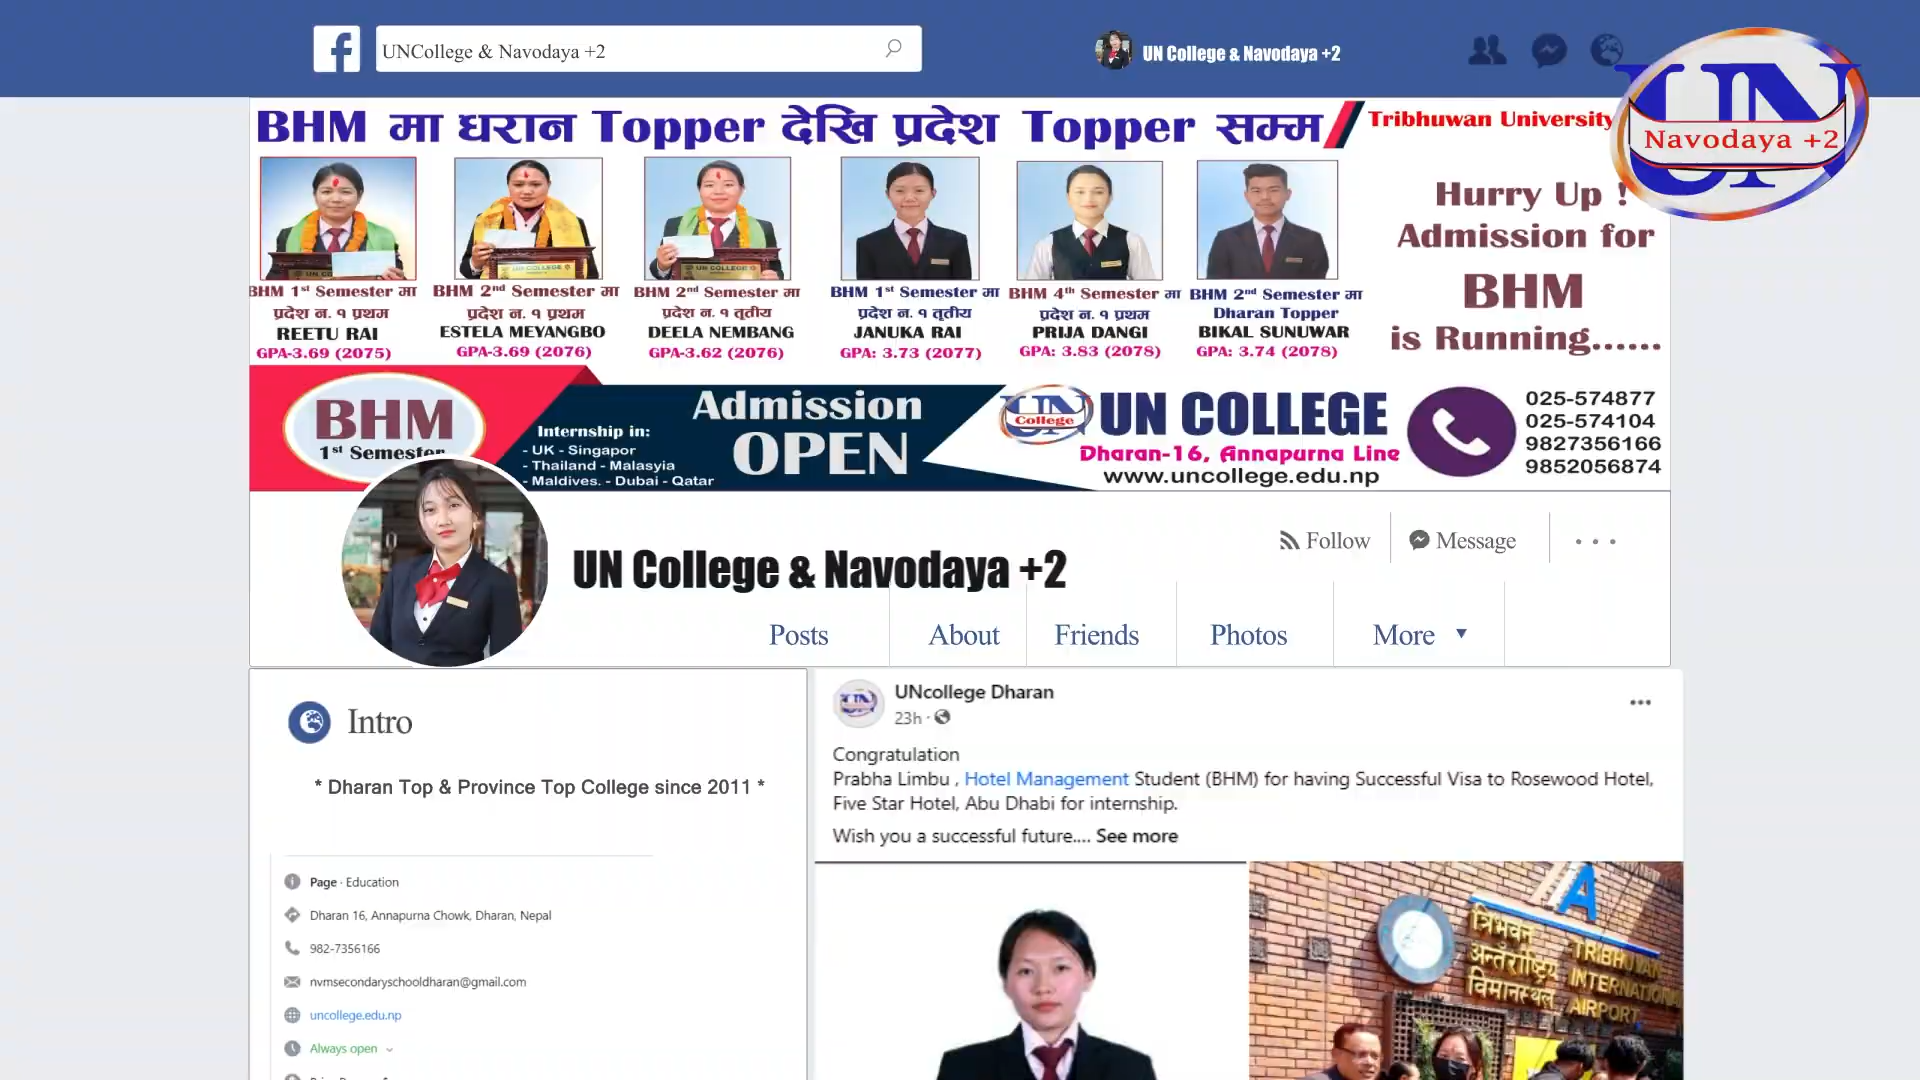 UNCollege & Navodaya +2
UN College & Navodaya +2
UN
Navodaya +2
BHM मा धरान Topper देखि प्रदेश Topper सम्म
Tribhuwan University
BHM 1st Semester मा
प्रदेश न. १ प्रथम
REETU RAI
GPA-3.69 (2075)
BHM 2nd Semester मा
प्रदेश न. १ प्रथम
ESTELA MEYANGBO
GPA-3.69 (2076)
BHM 2nd Semester मा
प्रदेश न. १ तृतीय
DEELA NEMBANG
GPA-3.62 (2076)
BHM 1st Semester मा
प्रदेश न. १ तृतीय
JANUKA RAI
GPA: 3.73 (2077)
BHM 4th Semester मा
प्रदेश न. १ प्रथम
PRIJA DANGI
GPA: 3.83 (2078)
BHM 2nd Semester मा
Dharan Topper
BIKAL SUNUWAR
GPA: 3.74 (2078)
Hurry Up !
Admission for
BHM
is Running......
BHM
1st Semester
Internship in:
- UK - Singapor
- Thailand - Malasyia
- Maldives. - Dubai - Qatar
Admission
OPEN
UN
College
UN COLLEGE
Dharan-16, Annapurna Line
www.uncollege.edu.np
025-574877
025-574104
9827356166
9852056874
UN College & Navodaya +2
Follow
Message
Posts
About
Friends
Photos
More
Intro
* Dharan Top & Province Top College since 2011 *
Page · Education
Dharan 16, Annapurna Chowk, Dharan, Nepal
982-7356166
nvmsecondaryschooldharan@gmail.com
uncollege.edu.np
Always open
UNcollege Dharan
23h ·
Congratulation
Prabha Limbu , Hotel Management Student (BHM) for having Successful Visa to Rosewood Hotel,
Five Star Hotel, Abu Dhabi for internship.
Wish you a successful future.... See more
त्रिभुवन
अन्तर्राष्ट्रिय
विमानस्थल
TRIBHUVAN
INTERNATIONAL
AIRPORT